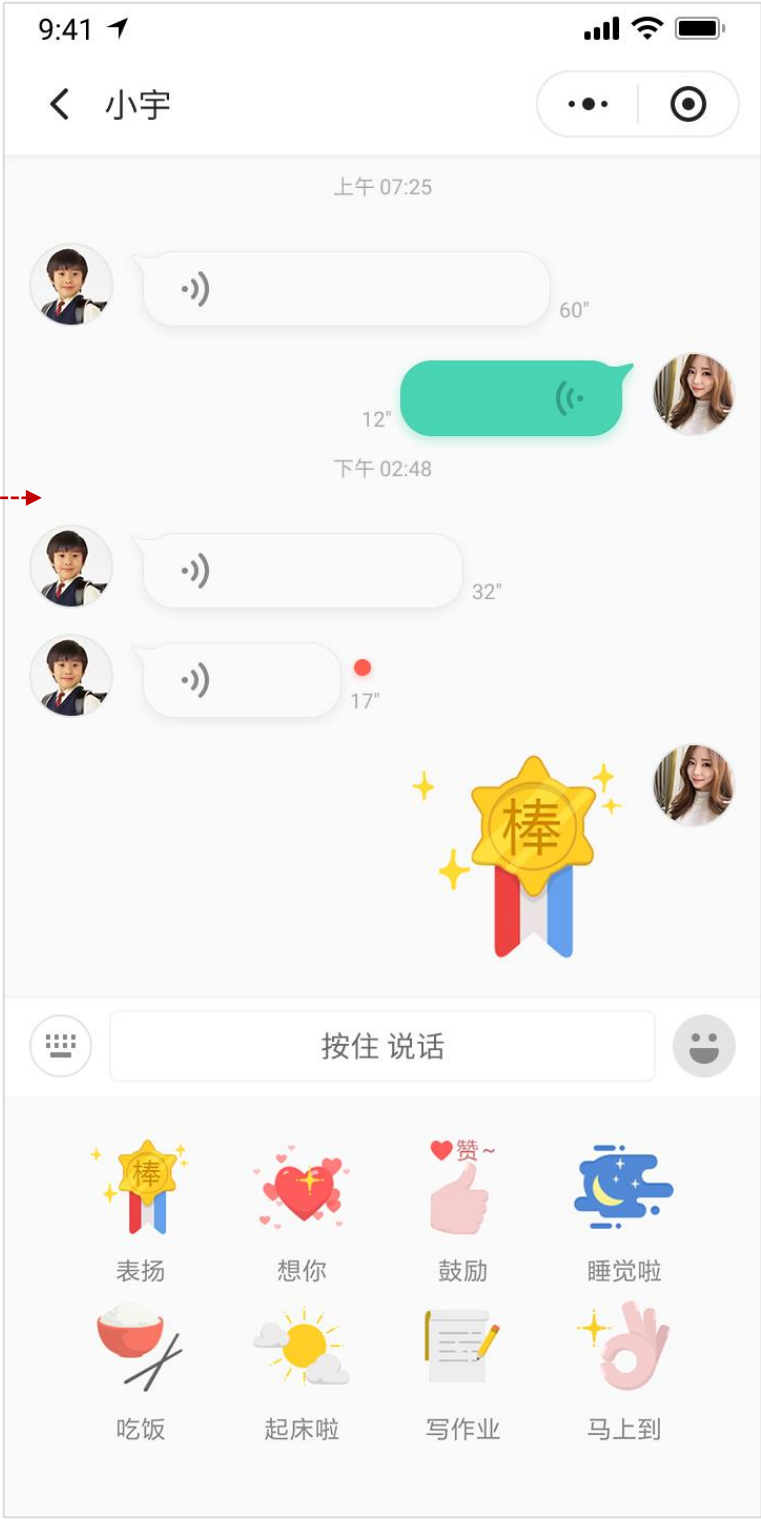 9:41
小宇
上午 07:25
60"
12"
下午 02:48
32"
17"
棒
按住 说话
棒
赞~
表扬 想你 鼓励 睡觉啦
吃饭 起床啦 写作业 马上到